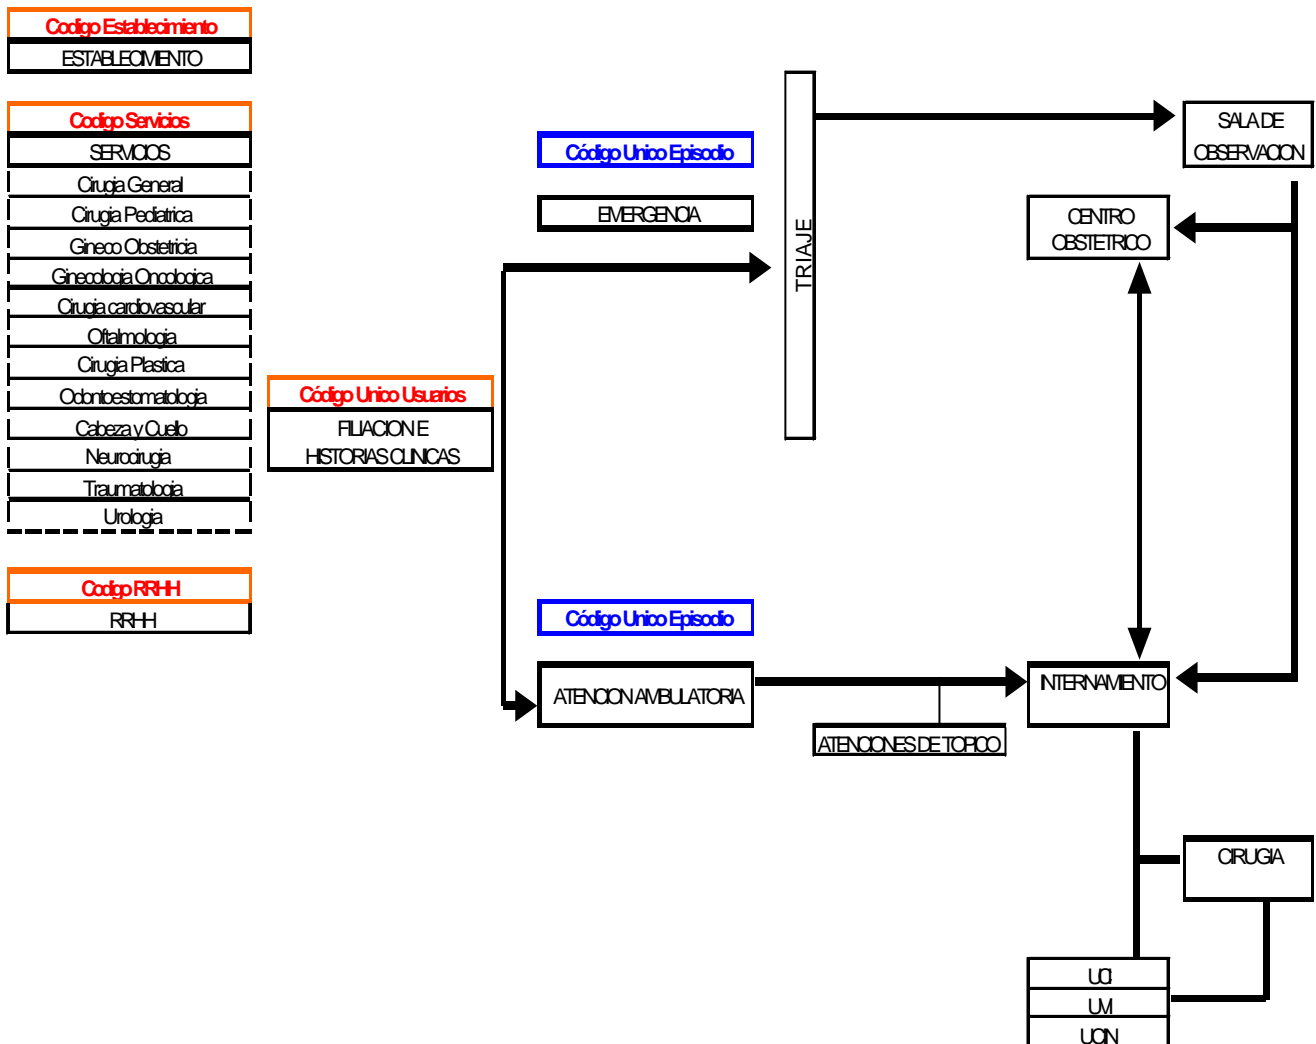 Codigo Establecimiento
ESTABLECIMIENTO
Codigo Servicios
SERVICIOS
Cirugia General
Cirugia Pediatrica
Gineco Obstetricia
Ginecologia Oncologica
Cirugia cardiovascular
Oftalmologia
Cirugia Plastica
Odontoestomatologia
Cabeza y Cuello
Neurocirugia
Traumatologia
Urologia
Codigo RRHH
RRHH
Código Unico Usuarios
FILIACION E
HISTORIAS CLINICAS
Código Unico Episodio
EMERGENCIA
Código Unico Episodio
ATENCION AMBULATORIA
TRIAJE
ATENCIONES DE TOPICO
SALA DE
OBSERVACION
CENTRO
OBSTETRICO
INTERNAMIENTO
CIRUGIA
UCI
UVI
UCIN